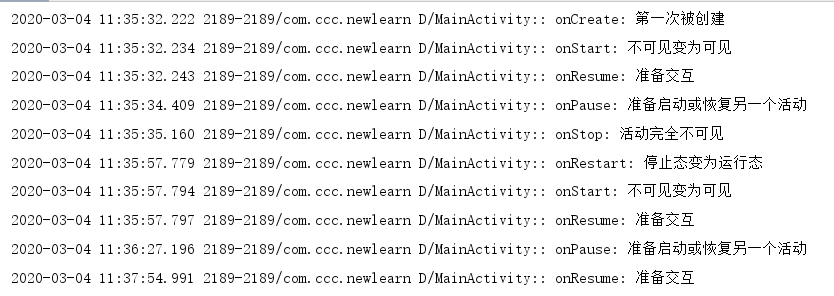 2020-03-04 11:35:32.222 2189-2189/com.ccc.newlearn D/MainActivity:: onCreate: 第一次被创建
2020-03-04 11:35:32.234 2189-2189/com.ccc.newlearn D/MainActivity:: onStart: 不可见变为可见
2020-03-04 11:35:32.243 2189-2189/com.ccc.newlearn D/MainActivity:: onResume: 准备交互
2020-03-04 11:35:34.409 2189-2189/com.ccc.newlearn D/MainActivity:: onPause: 准备启动或恢复另一个活动
2020-03-04 11:35:35.160 2189-2189/com.ccc.newlearn D/MainActivity:: onStop: 活动完全不可见
2020-03-04 11:35:57.779 2189-2189/com.ccc.newlearn D/MainActivity:: onRestart: 停止态变为运行态
2020-03-04 11:35:57.794 2189-2189/com.ccc.newlearn D/MainActivity:: onStart: 不可见变为可见
2020-03-04 11:35:57.797 2189-2189/com.ccc.newlearn D/MainActivity:: onResume: 准备交互
2020-03-04 11:36:27.196 2189-2189/com.ccc.newlearn D/MainActivity:: onPause: 准备启动或恢复另一个活动
2020-03-04 11:37:54.991 2189-2189/com.ccc.newlearn D/MainActivity:: onResume: 准备交互